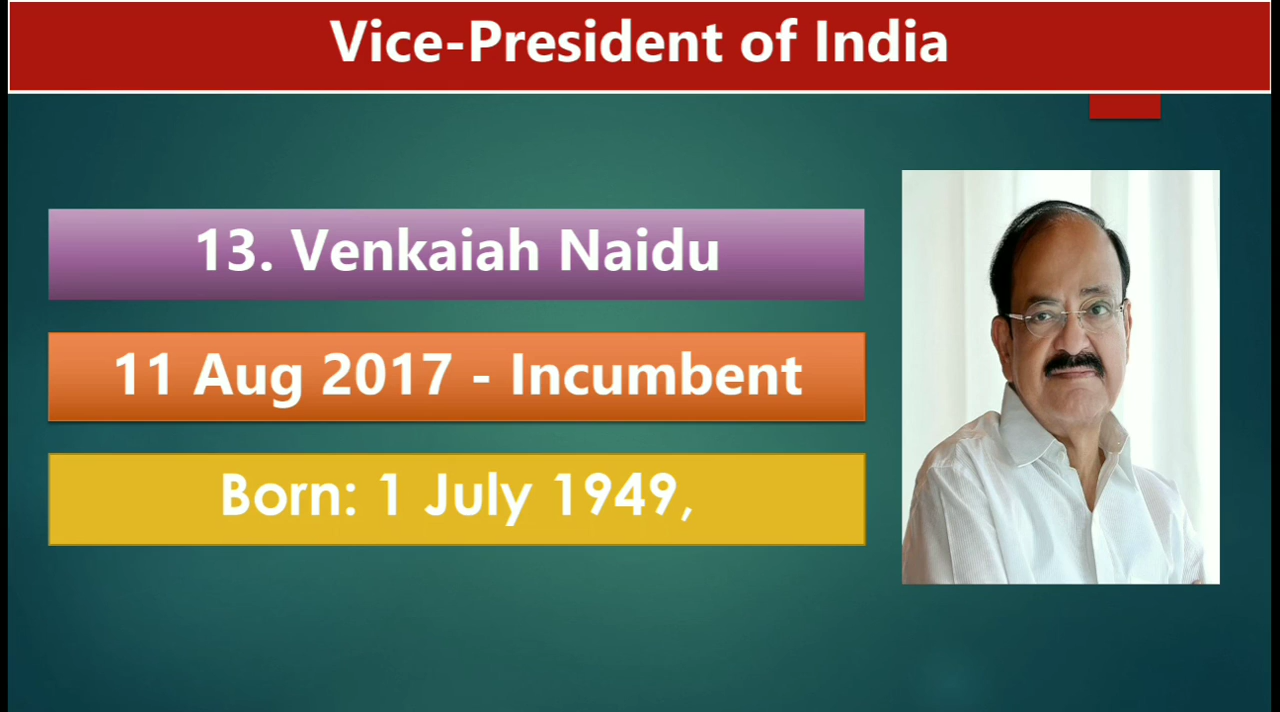 Vice-President of India
13. Venkaiah Naidu
11 Aug 2017 - Incumbent
Born: 1 July 1949,